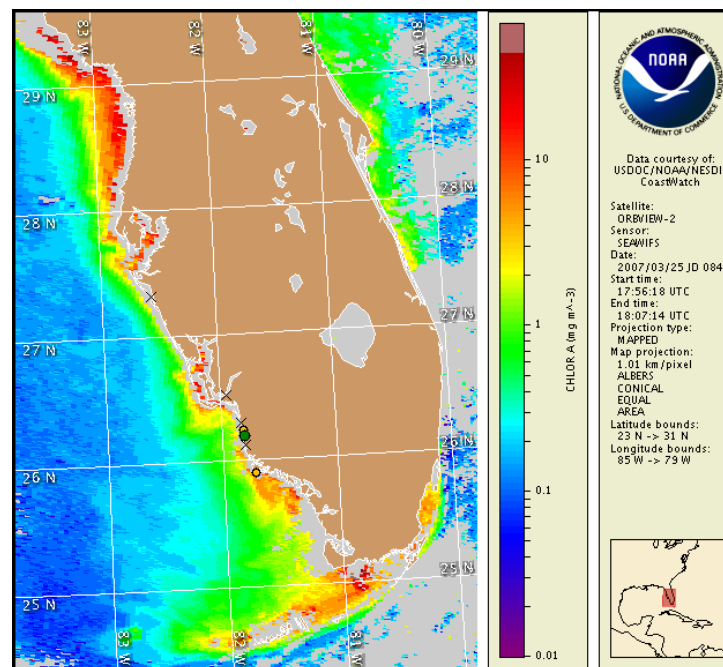 83 W
82 W
81 W
80 W
29 N
29 N
28 N
28 N
27 N
27 N
26 N
26 N
25 N
25 N
83 W
82 W
81 W
10
1
0.1
0.01
CHLOR A (mg m^-3)
NATIONAL OCEANIC AND ATMOSPHERIC ADMINISTRATION
NOAA
U.S. DEPARTMENT OF COMMERCE
Data courtesy of:
USDOC/NOAA/NESDI
CoastWatch
Satellite:
ORBVIEW-2
Sensor:
SEAWIFS
Date:
2007/03/25 JD 084
Start time:
17:56:18 UTC
End time:
18:07:14 UTC
Projection type:
MAPPED
Map projection:
1.01 km/pixel
ALBERS
CONICAL
EQUAL
AREA
Latitude bounds:
23 N -> 31 N
Longitude bounds:
85 W -> 79 W